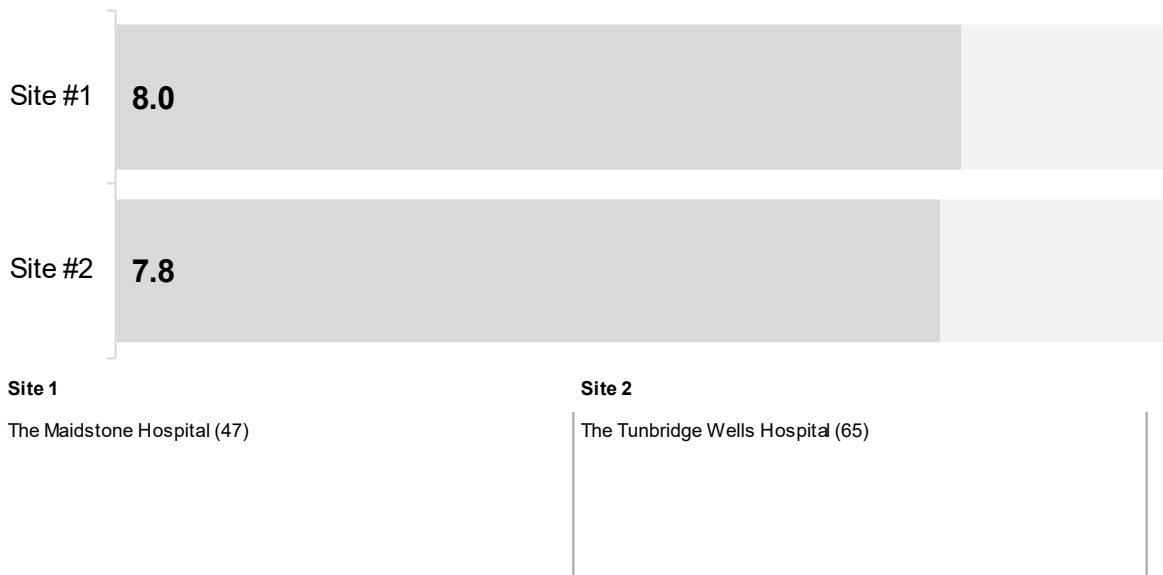 Site #1
8.0
Site #2
7.8
Site 1
Site 2
The Maidstone Hospital (47)
The Tunbridge Wells Hospital (65)